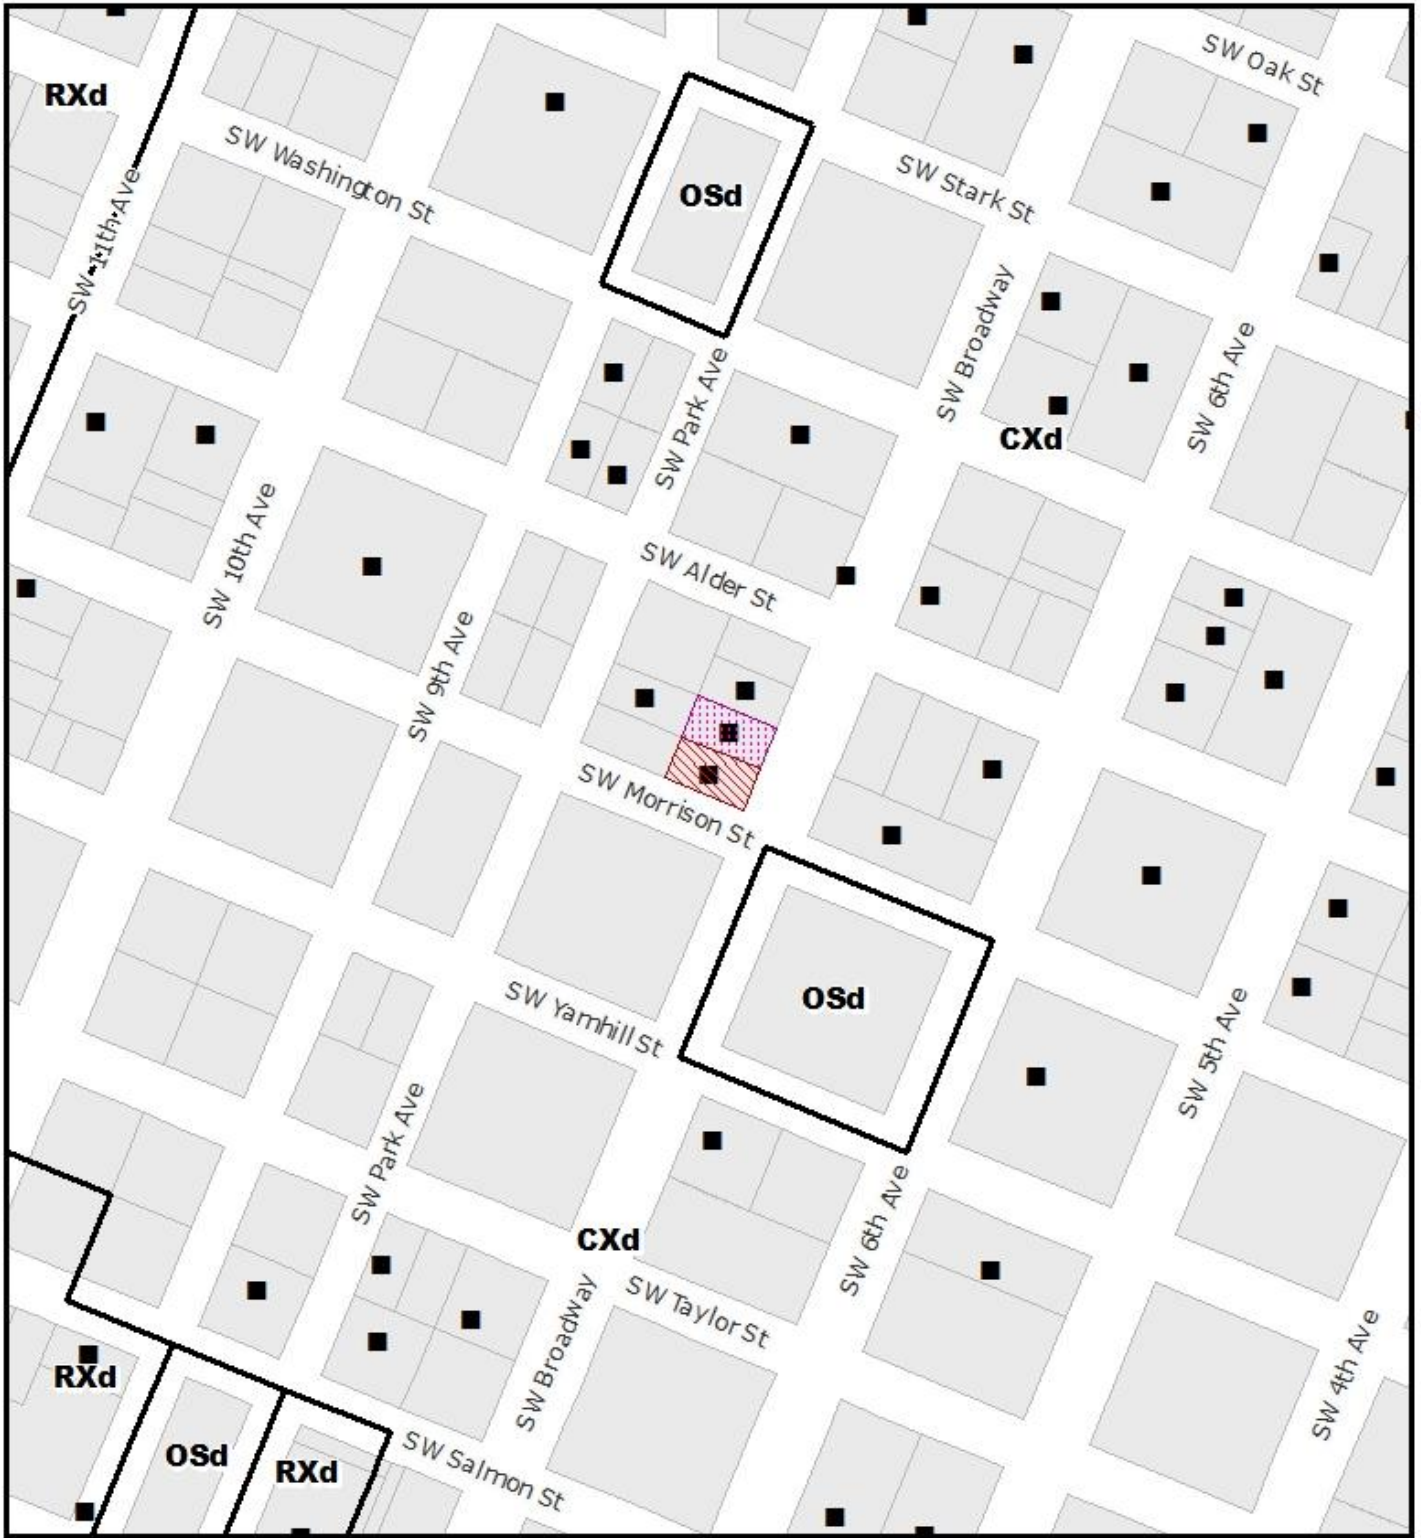 SW Oak St
RXd
SW Washington St
OSd
SW Stark St
SW 11th Ave
SW Broadway
SW 6th Ave
SW Park Ave
CXd
SW 10th Ave
SW Alder St
SW 9th Ave
SW Morrison St
SW Yamhill St
OSd
SW 5th Ave
SW Park Ave
SW 6th Ave
CXd
SW Taylor St
SW Broadway
SW 4th Ave
RXd
OSd
RXd
SW Salmon St